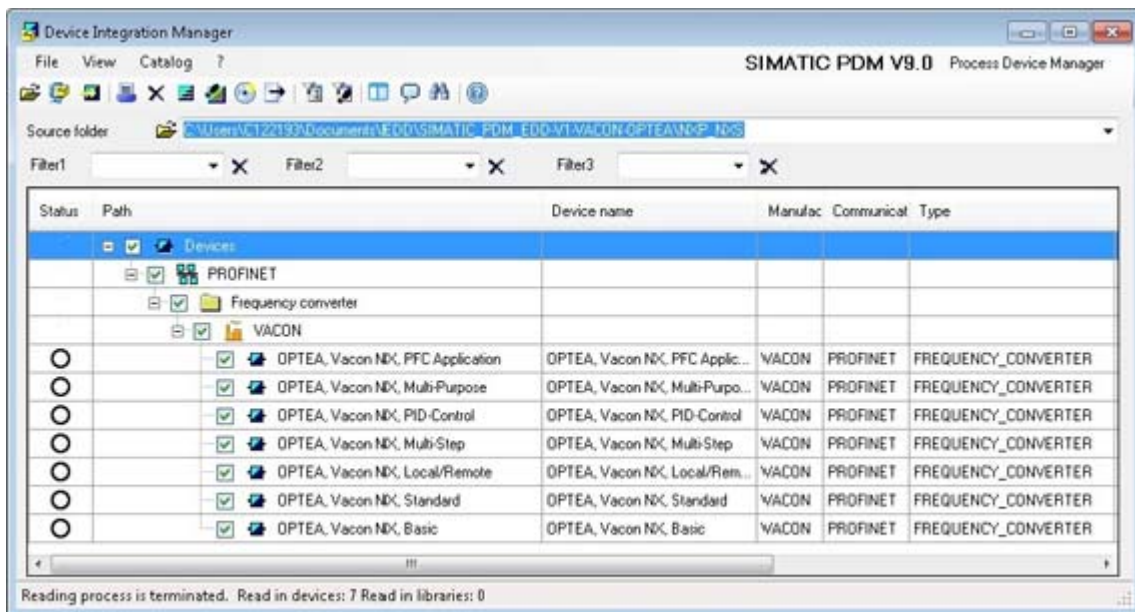 Device Integration Manager
File View Catalog ? SIMATIC PDM V9.0 Process Device Manager
Source folder C:\Users\C122193\Documents\EDD\SIMATIC_PDM_EDD-V1-VACON-OPTEA\NXP_NXS
Filter1 Filter2 Filter3
Status Path Device name Manufac Communicat Type
Devices
PROFINET
Frequency converter
VACON
OPTEA, Vacon NX, PFC Application OPTEA, Vacon NX, PFC Applic... VACON PROFINET FREQUENCY_CONVERTER
OPTEA, Vacon NX, Multi-Purpose OPTEA, Vacon NX, Multi-Purpo... VACON PROFINET FREQUENCY_CONVERTER
OPTEA, Vacon NX, PID-Control OPTEA, Vacon NX, PID-Control VACON PROFINET FREQUENCY_CONVERTER
OPTEA, Vacon NX, Multi-Step OPTEA, Vacon NX, Multi-Step VACON PROFINET FREQUENCY_CONVERTER
OPTEA, Vacon NX, Local/Remote OPTEA, Vacon NX, Local/Rem... VACON PROFINET FREQUENCY_CONVERTER
OPTEA, Vacon NX, Standard OPTEA, Vacon NX, Standard VACON PROFINET FREQUENCY_CONVERTER
OPTEA, Vacon NX, Basic OPTEA, Vacon NX, Basic VACON PROFINET FREQUENCY_CONVERTER
Reading process is terminated. Read in devices: 7 Read in libraries: 0